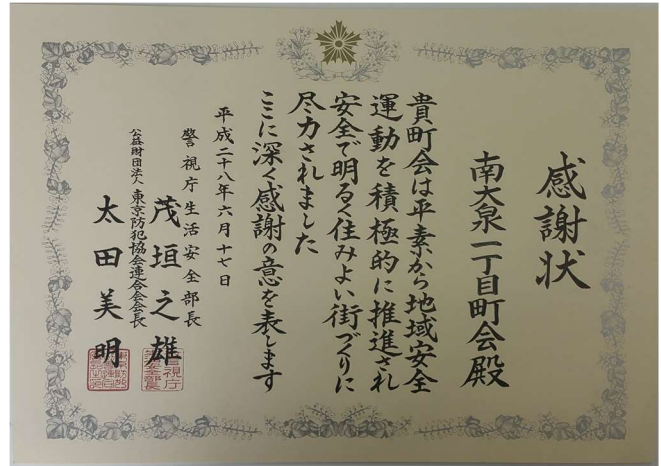 感謝状
南大泉一丁目町会殿
貴町会は平素から地域安全
運動を積極的に推進され
安全で明るく住みよい街づくりに
尽力されました
ここに深く感謝の意を表します
平成二十八年六月十七日
警視庁生活安全部長
茂垣之雄
公益財団法人東京防犯協会連合会会長
太田美明